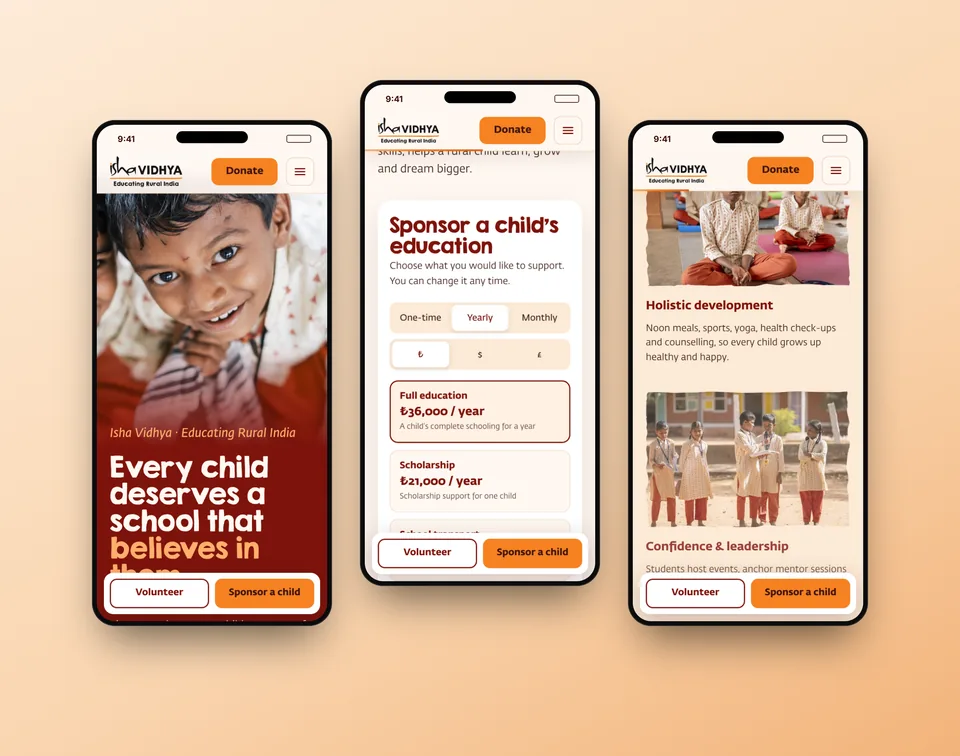 9:41
isha VIDHYA
Educating Rural India
Donate
Isha Vidhya · Educating Rural India
Every child
deserves a
school that
believes in
them
Volunteer
Sponsor a child
9:41
isha VIDHYA
Educating Rural India
Donate
skills, helps a rural child learn, grow
and dream bigger.
Sponsor a child's
education
Choose what you would like to support.
You can change it any time.
One-time
Yearly
Monthly
₺
$
£
Full education
₺36,000 / year
A child's complete schooling for a year
Scholarship
₺21,000 / year
Scholarship support for one child
School transport
Volunteer
Sponsor a child
9:41
isha VIDHYA
Educating Rural India
Donate
Holistic development
Noon meals, sports, yoga, health check-ups
and counselling, so every child grows up
healthy and happy.
Confidence & leadership
Students host events, anchor mentor sessions
Volunteer
Sponsor a child